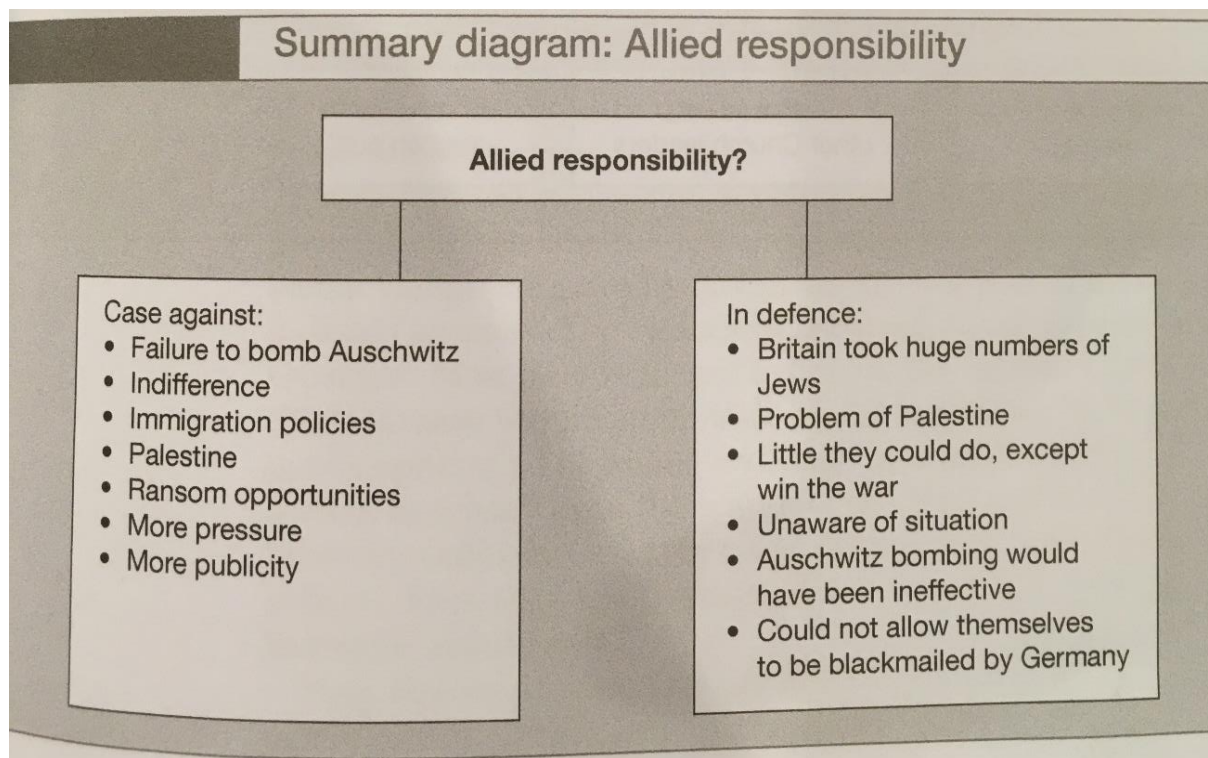 Summary diagram: Allied responsibility
Allied responsibility?
Case against:
• Failure to bomb Auschwitz
• Indifference
• Immigration policies
• Palestine
• Ransom opportunities
• More pressure
• More publicity
In defence:
• Britain took huge numbers of
Jews
• Problem of Palestine
• Little they could do, except
win the war
• Unaware of situation
• Auschwitz bombing would
have been ineffective
• Could not allow themselves
to be blackmailed by Germany